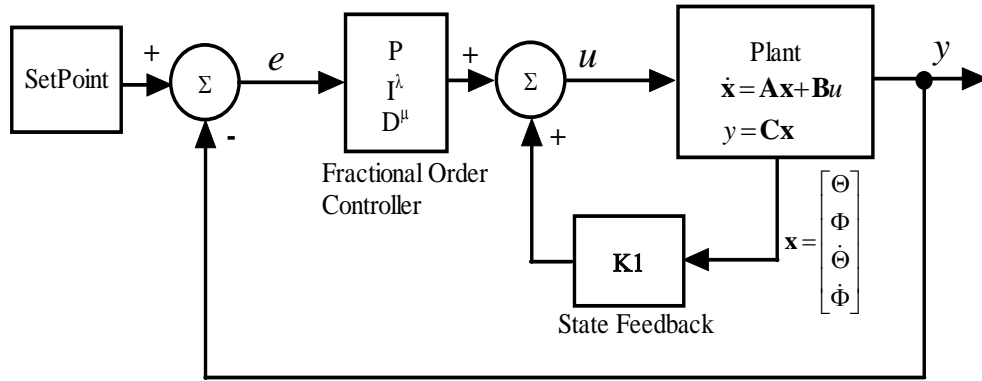 SetPoint
+
Σ
-
e
P
I^λ
D^μ
Fractional Order
Controller
+
Σ
+
u
Plant
ẋ = Ax + Bu
y = Cx
y
K1
State Feedback
x = [Θ
Φ
Θ̇
Φ̇]